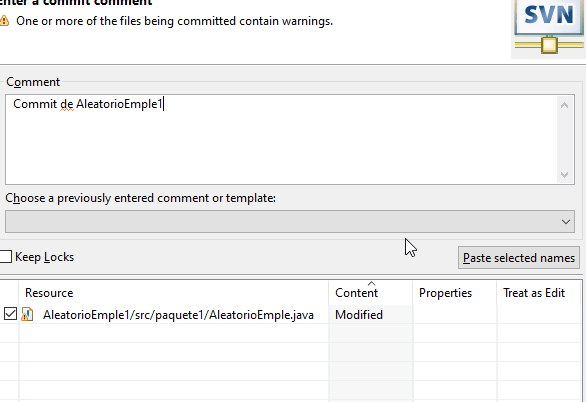 Enter a commit comment
One or more of the files being committed contain warnings.
SVN
Comment
Commit de AleatorioEmple1
Choose a previously entered comment or template:
Keep Locks
Paste selected names
Resource Content Properties Treat as Edit
AleatorioEmple1/src/paquete1/AleatorioEmple.java Modified